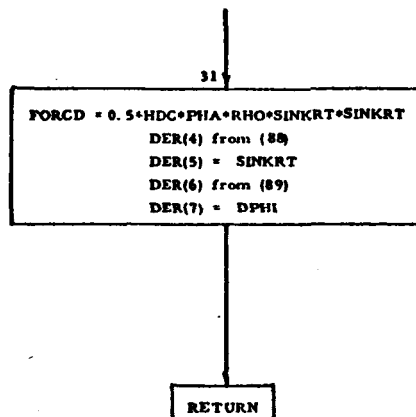 31
FORCD = 0.5*HDC*PHA*RHO*SINKRT*SINKRT
DER(4) from (88)
DER(5) = SINKRT
DER(6) from (89)
DER(7) = DPHI
RETURN